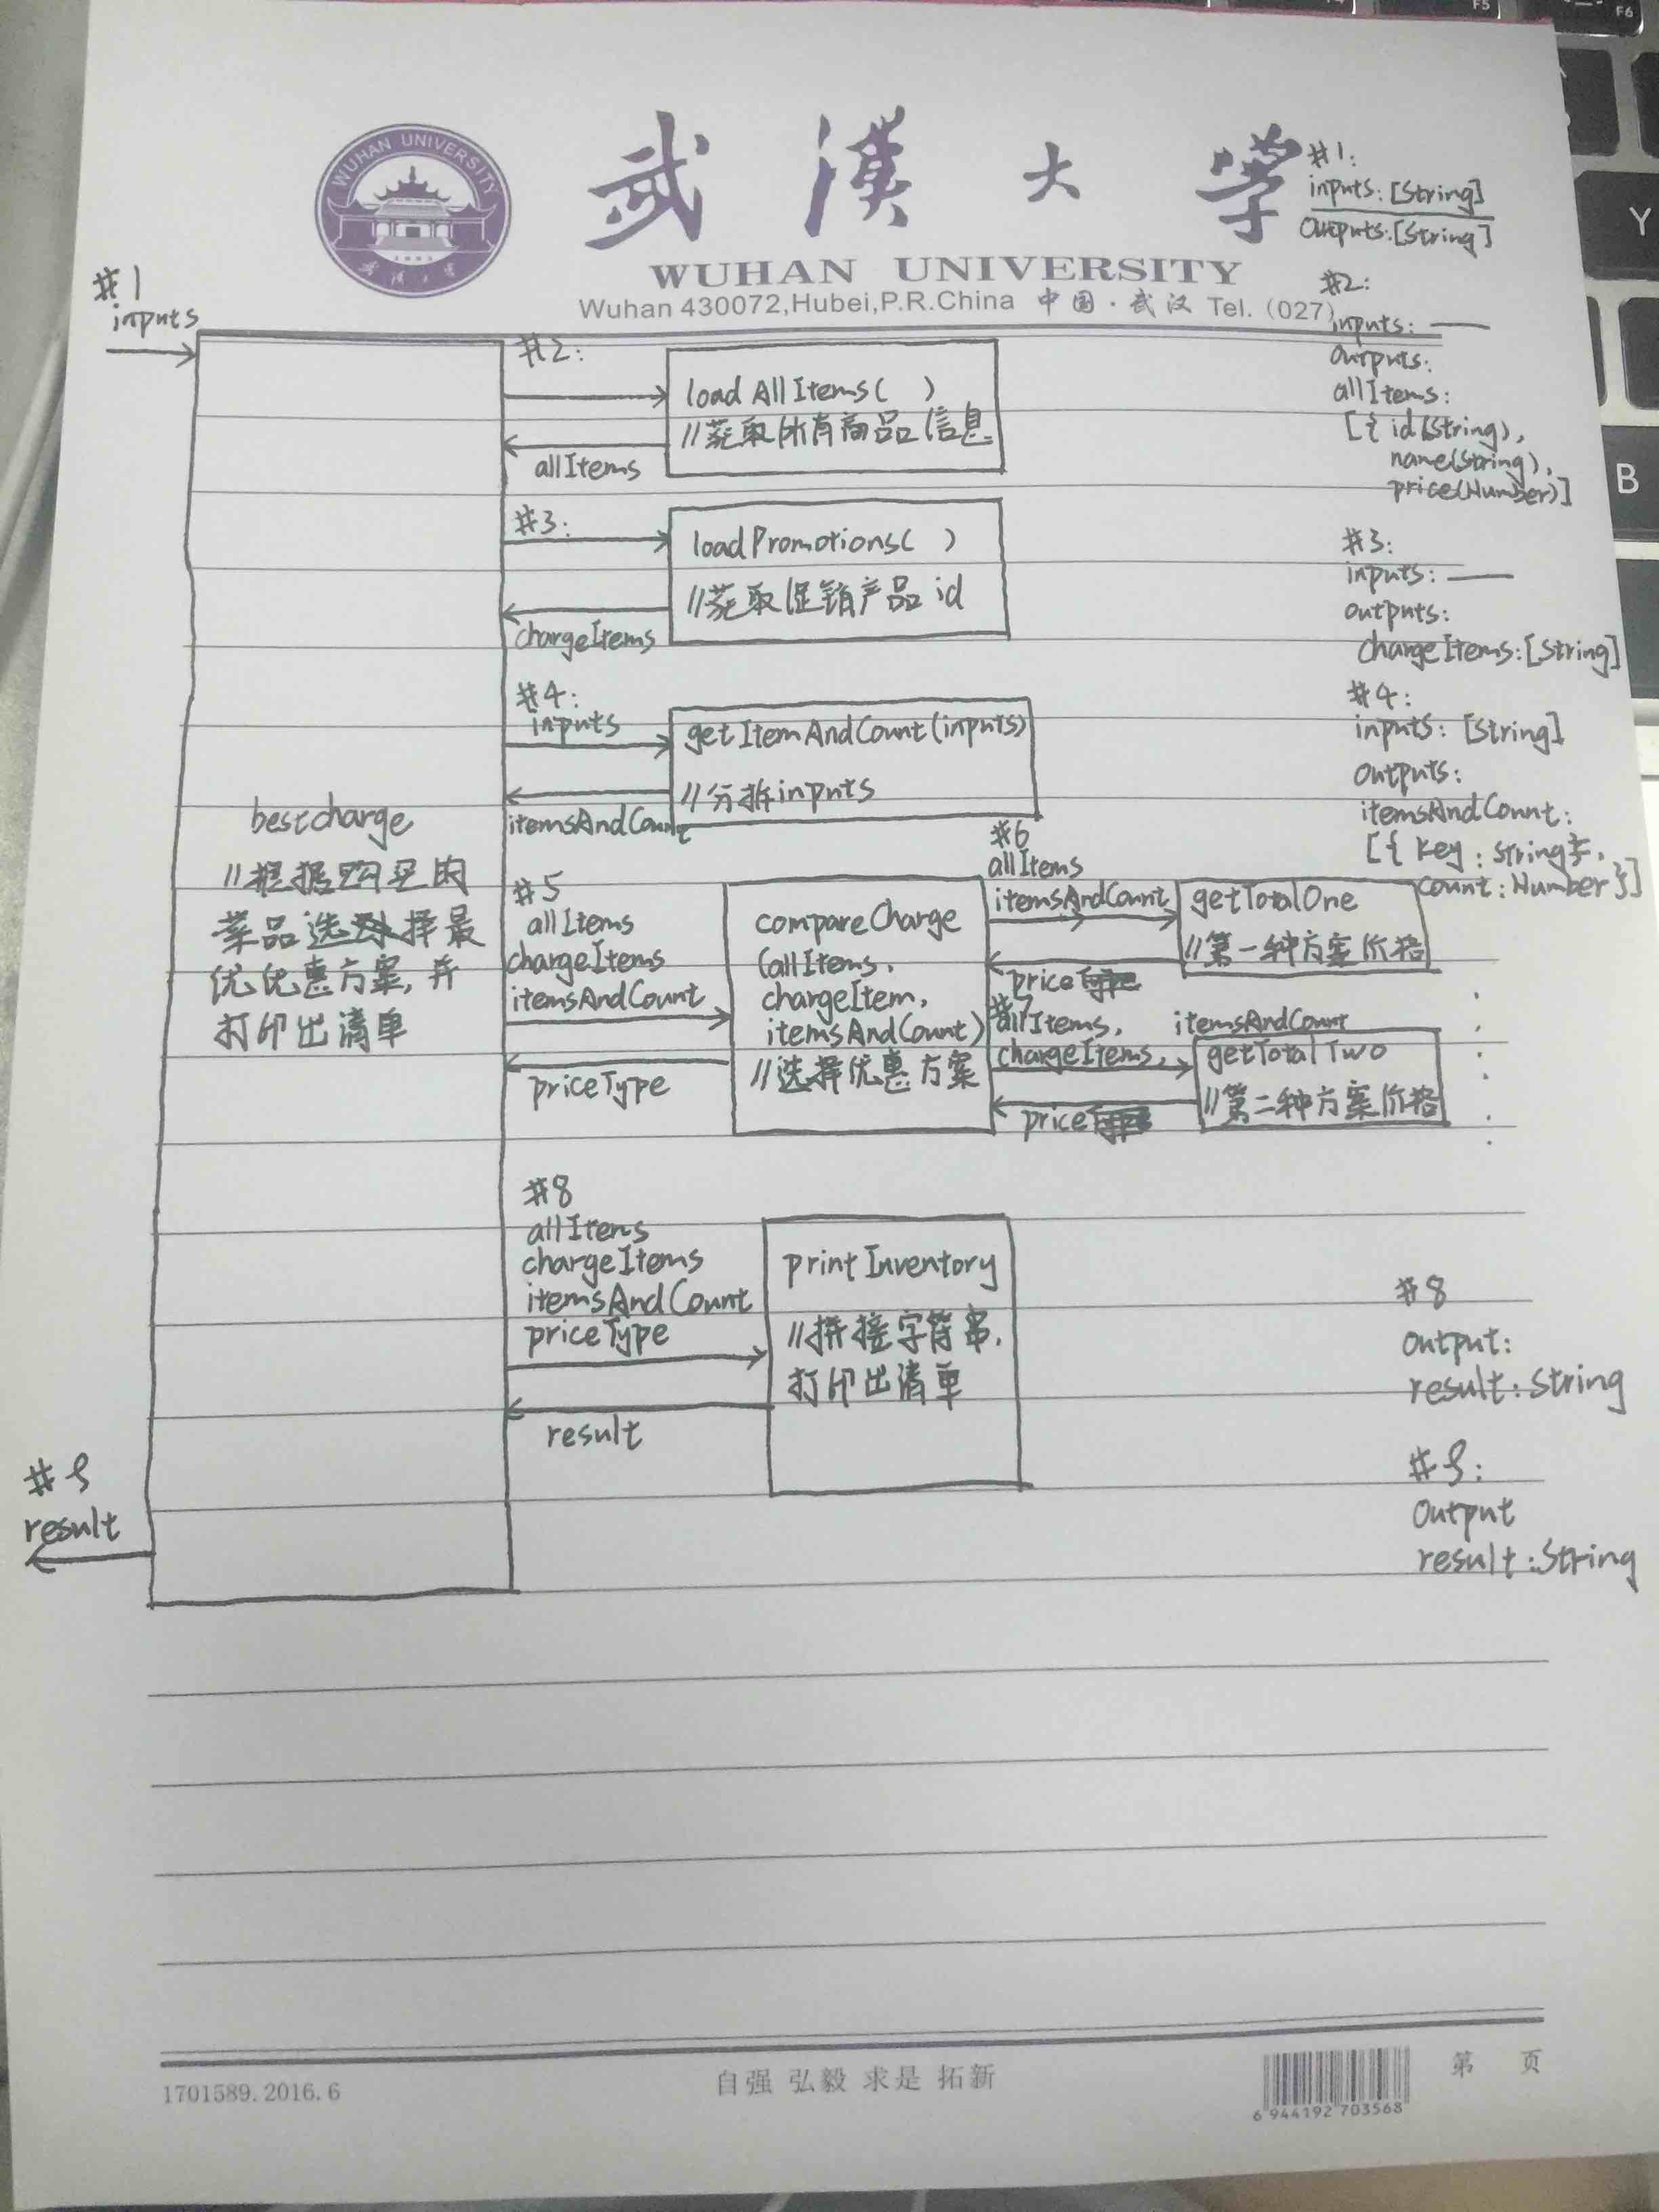 F5
F6
Y
B
WUHAN UNIVERSITY
1893
武汉大学
武漢大学
WUHAN UNIVERSITY
Wuhan 430072,Hubei,P.R.China 中国·武汉 Tel. (027)
#1:
inputs: [String]
Outputs:[String]
#2:
inputs: —
Outputs:
allItems:
[{ id(String),
name(String),
price(Number)]
#3:
inputs: —
outputs:
chargeItems:[String]
#4:
inputs: [String]
Outputs:
itemsAndCount:
[{ key : string},
count: Number}]
#1
inputs
bestcharge
//根据购买的
菜品选择最
优优惠方案,并
打印出清单
#2:
loadAllItems( )
//获取所有商品信息
allItems
#3:
loadPromotions( )
//获取促销产品 id
chargeItems
#4:
inputs
getItemAndCount(inputs)
//分拆inputs
itemsAndCount
#5
allItems
chargeItems
itemsAndCount
compareCharge
(allItems,
chargeItem,
itemsAndCount)
//选择优惠方案
priceType
#6
allItems
itemsAndCount
getTotalOne
//第一种方案价格
price
#7
allItems, itemsAndCount
chargeItems,
getTotalTwo
//第二种方案价格
price
#8
allItems
chargeItems
itemsAndCount
priceType
printInventory
//拼接字符串,
打印出清单
result
#8
Output:
result: String
#9
result
#9:
Output
result:String
1701589.2016.6
自强 弘毅 求是 拓新
6 944192 703568
第 页